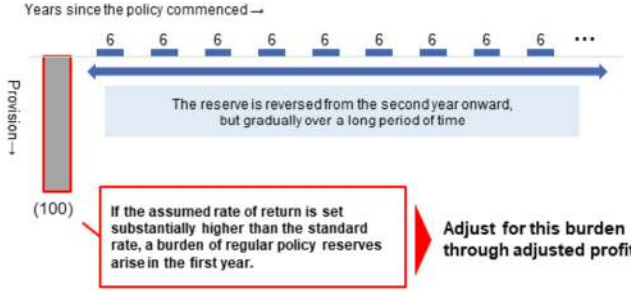 Years since the policy commenced→
6 6 6 6 6 6 6 6 6 ...
Provision→
The reserve is reversed from the second year onward,
but gradually over a long period of time
(100)
If the assumed rate of return is set
substantially higher than the standard
rate, a burden of regular policy reserves
arise in the first year.
Adjust for this burden
through adjusted profit